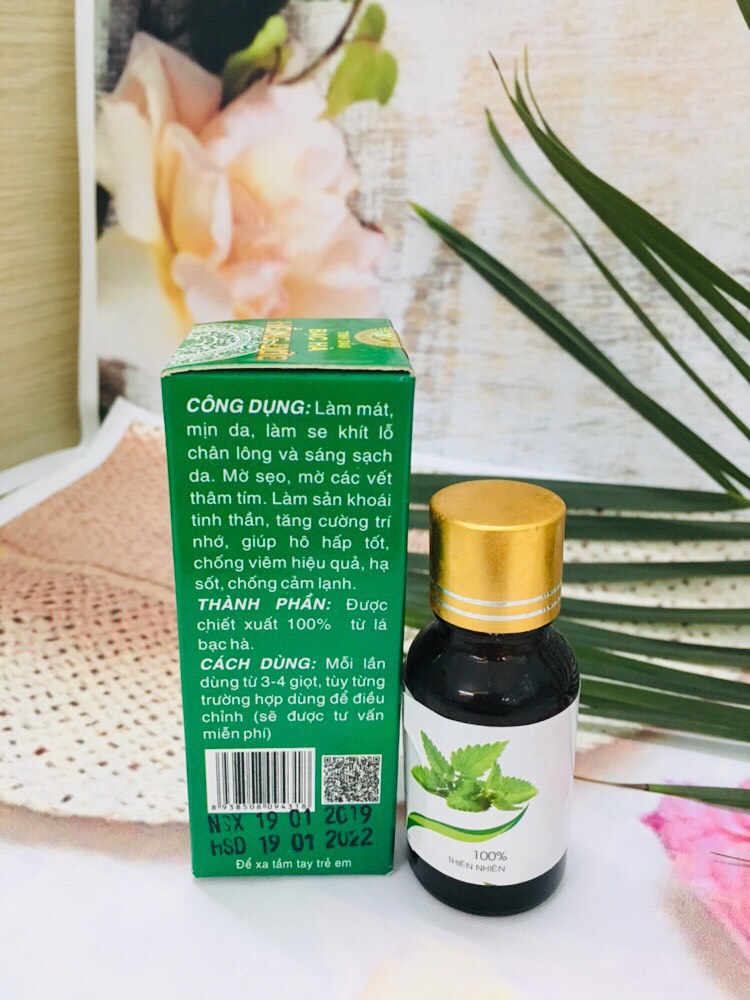 BẠC HÀ
CÔNG DỤNG: Làm mát,
mịn da, làm se khít lỗ
chân lông và sáng sạch
da. Mờ sẹo, mờ các vết
thâm tím. Làm sản khoái
tinh thần, tăng cường trí
nhớ, giúp hô hấp tốt,
chống viêm hiệu quả, hạ
sốt, chống cảm lạnh.
THÀNH PHẦN: Được
chiết xuất 100% từ lá
bạc hà.
CÁCH DÙNG: Mỗi lần
dùng từ 3-4 giọt, tùy từng
trường hợp dùng để điều
chỉnh (sẽ được tư vấn
miễn phí)
8 938508 094318
NSX 19 01 2019
HSD 19 01 2022
Để xa tầm tay trẻ em
100%
THIÊN NHIÊN